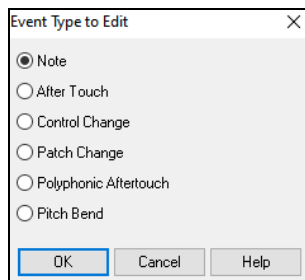 Event Type to Edit
Note
After Touch
Control Change
Patch Change
Polyphonic Aftertouch
Pitch Bend
OK Cancel Help